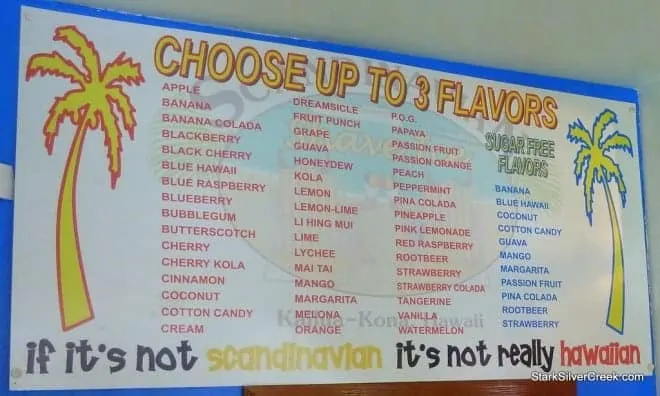 CHOOSE UP TO 3 FLAVORS
APPLE
BANANA
BANANA COLADA
BLACKBERRY
BLACK CHERRY
BLUE HAWAII
BLUE RASPBERRY
BLUEBERRY
BUBBLEGUM
BUTTERSCOTCH
CHERRY
CHERRY KOLA
CINNAMON
COCONUT
COTTON CANDY
CREAM
DREAMSICLE
FRUIT PUNCH
GRAPE
GUAVA
HONEYDEW
KOLA
LEMON
LEMON-LIME
LI HING MUI
LIME
LYCHEE
MAI TAI
MANGO
MARGARITA
MELONA
ORANGE
P.O.G.
PAPAYA
PASSION FRUIT
PASSION ORANGE
PEACH
PEPPERMINT
PINA COLADA
PINEAPPLE
PINK LEMONADE
RED RASPBERRY
ROOTBEER
STRAWBERRY
STRAWBERRY COLADA
TANGERINE
VANILLA
WATERMELON
SUGAR FREE
FLAVORS
BANANA
BLUE HAWAII
COCONUT
COTTON CANDY
GUAVA
MANGO
MARGARITA
PASSION FRUIT
PINA COLADA
ROOTBEER
STRAWBERRY
Kailua-Kona, Hawaii
if it's not scandinavian it's not really hawaiian
StarkSilverCreek.com